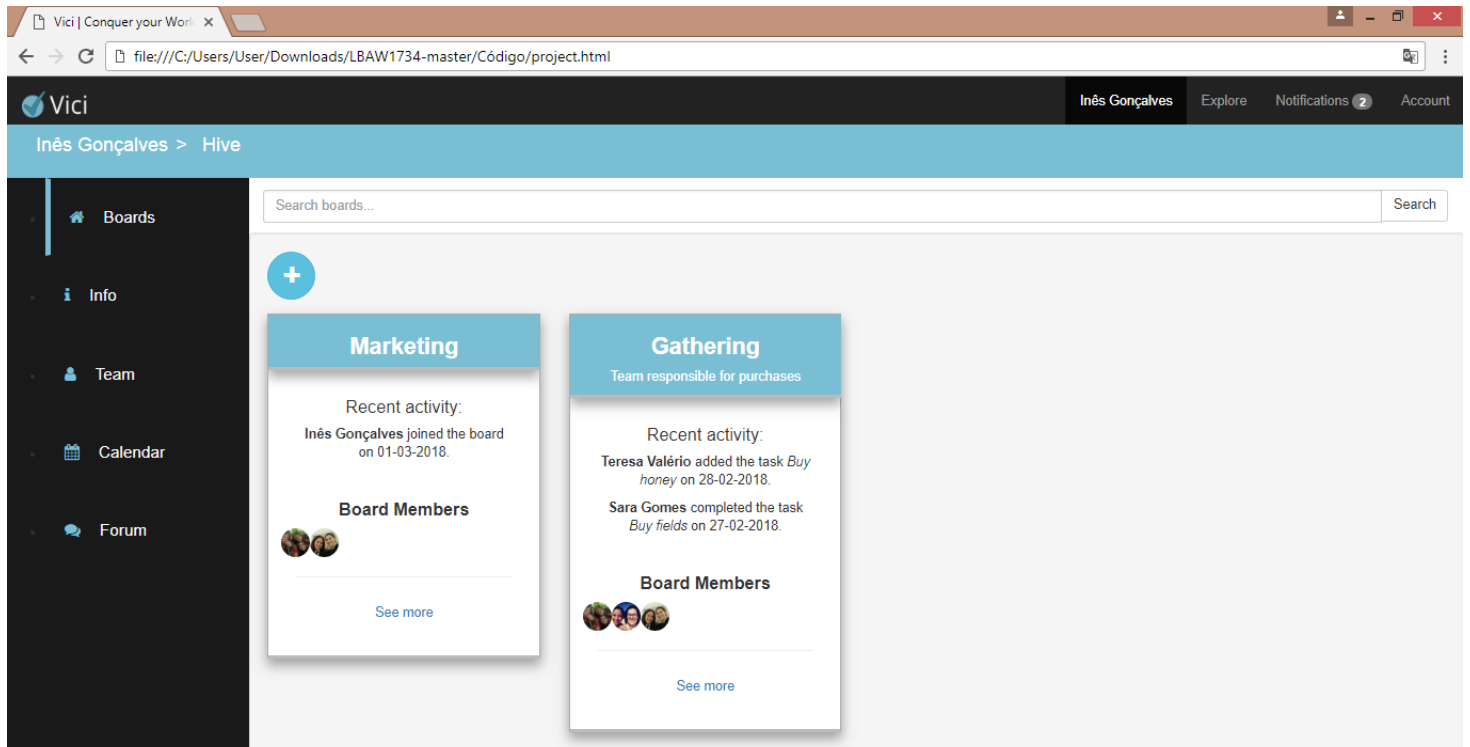 Vici | Conquer your Work
file:///C:/Users/User/Downloads/LBAW1734-master/Código/project.html
Vici
Inês Gonçalves
Explore
Notifications 2
Account
Inês Gonçalves > Hive
Boards
Info
Team
Calendar
Forum
Search boards...
Search
Marketing
Recent activity:
Inês Gonçalves joined the board
on 01-03-2018.
Board Members
See more
Gathering
Team responsible for purchases
Recent activity:
Teresa Valério added the task Buy
honey on 28-02-2018.
Sara Gomes completed the task
Buy fields on 27-02-2018.
Board Members
See more